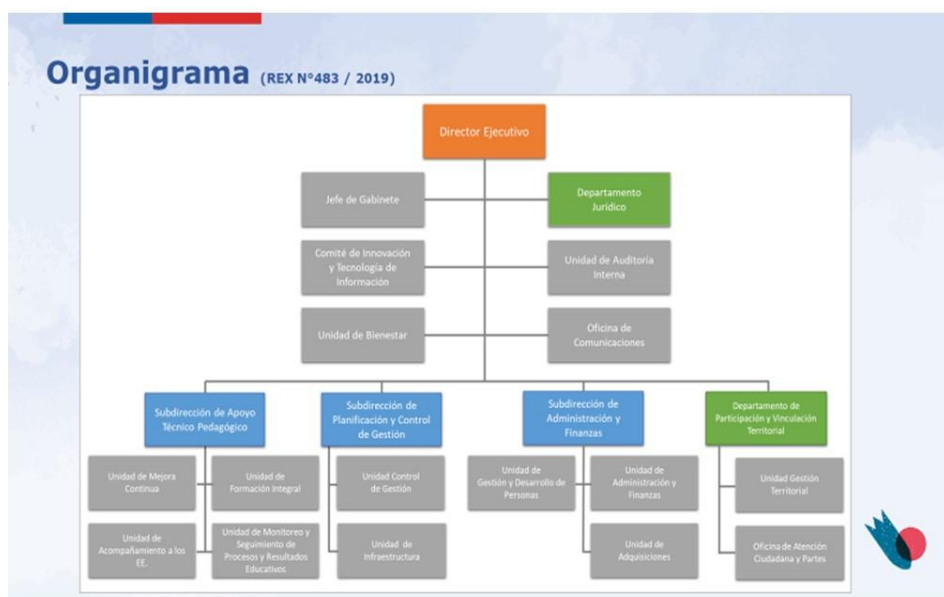 Organigrama (REX N°483 / 2019)
Director Ejecutivo
Jefe de Gabinete
Departamento
Jurídico
Comité de Innovación
y Tecnología de
Información
Unidad de Auditoría
Interna
Unidad de Bienestar
Oficina de
Comunicaciones
Subdirección de Apoyo
Técnico Pedagógico
Subdirección de
Planificación y Control
de Gestión
Subdirección de
Administración y
Finanzas
Departamento de
Participación y Vinculación
Territorial
Unidad de Mejora
Continua
Unidad de
Formación Integral
Unidad Control
de Gestión
Unidad de
Gestión y Desarrollo de
Personas
Unidad de
Administración y
Finanzas
Unidad Gestión
Territorial
Unidad de
Acompañamiento a los
EE.
Unidad de Monitoreo y
Seguimiento de
Procesos y Resultados
Educativos
Unidad de
Infraestructura
Unidad de
Adquisiciones
Oficina de Atención
Ciudadana y Partes